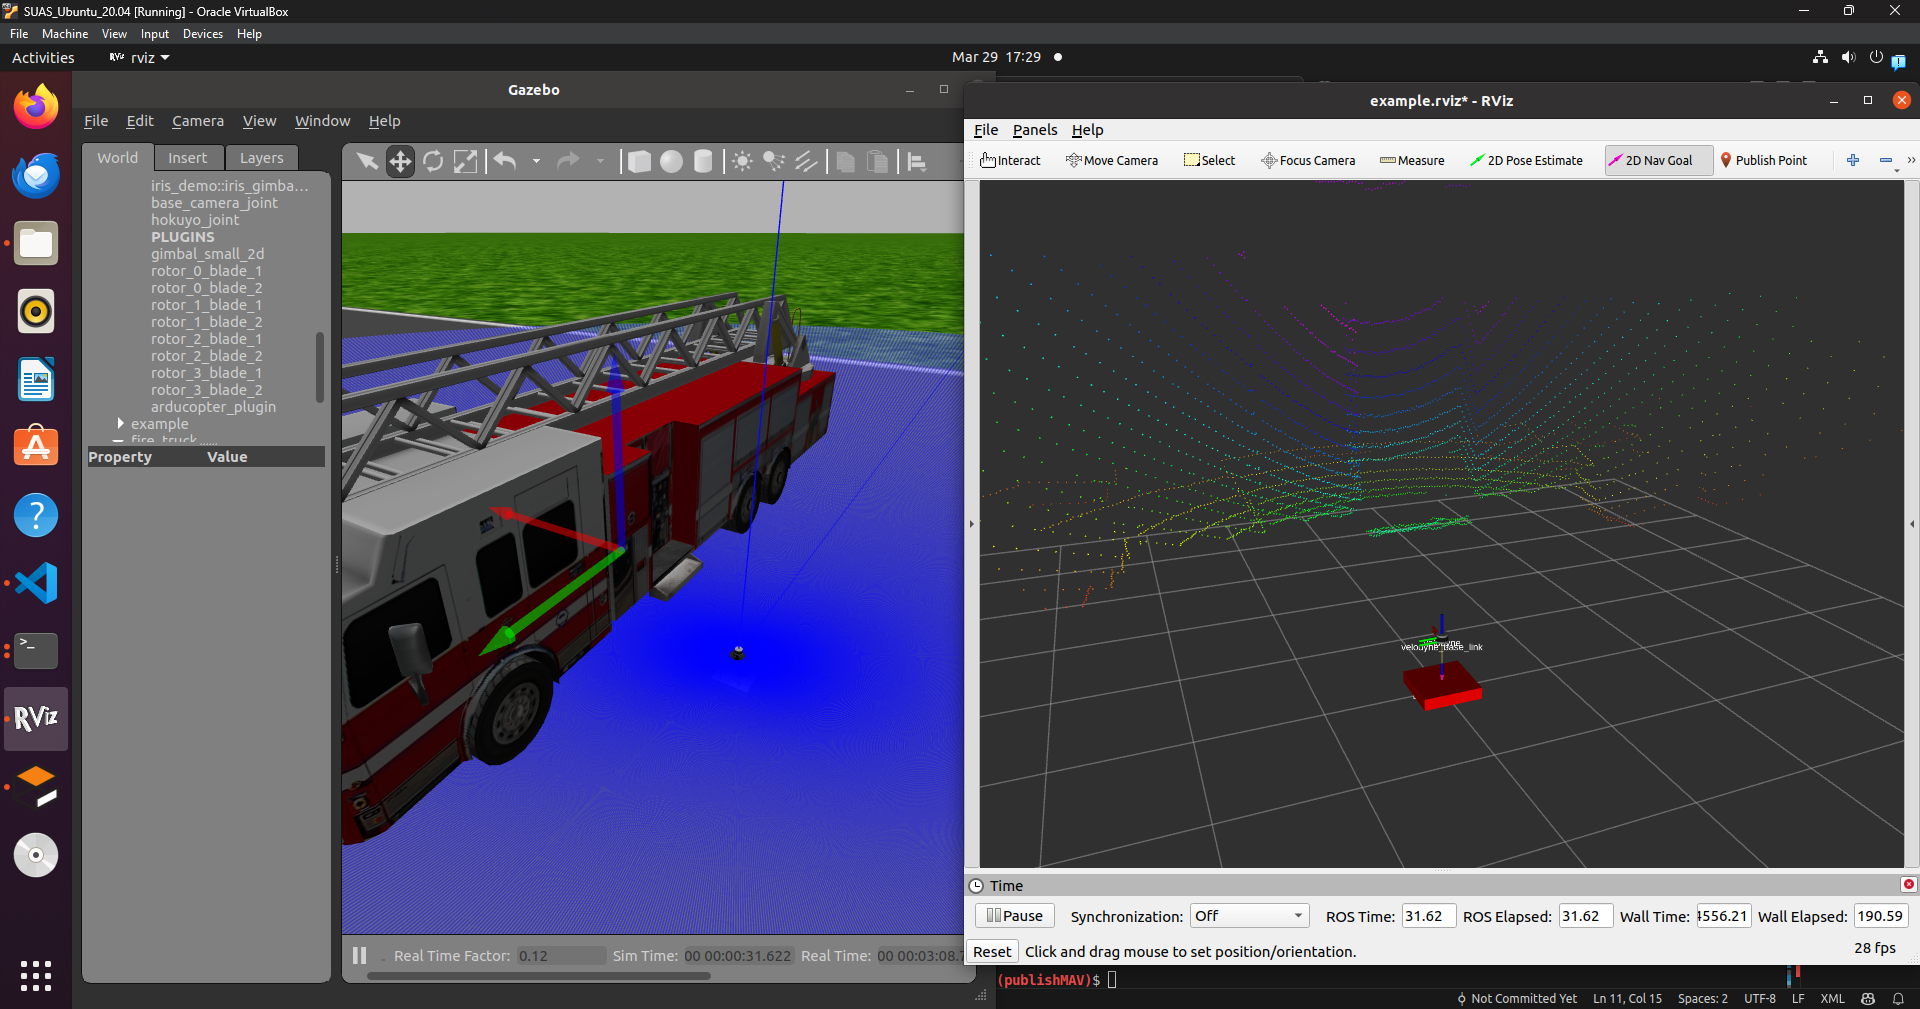 SUAS_Ubuntu_20.04 [Running] - Oracle VirtualBox
File Machine View Input Devices Help
Activities RViz rviz Mar 29 17:29
Gazebo
File Edit Camera View Window Help
World Insert Layers
iris_demo::iris_gimba...
base_camera_joint
hokuyo_joint
PLUGINS
gimbal_small_2d
rotor_0_blade_1
rotor_0_blade_2
rotor_1_blade_1
rotor_1_blade_2
rotor_2_blade_1
rotor_2_blade_2
rotor_3_blade_1
rotor_3_blade_2
arducopter_plugin
example
fire_truck
Property Value
Real Time Factor: 0.12 Sim Time: 00 00:00:31.622 Real Time: 00 00:03:08.7
example.rviz* - RViz
File Panels Help
Interact Move Camera Select Focus Camera Measure 2D Pose Estimate 2D Nav Goal Publish Point
velodyne_base_link
Time
Pause Synchronization: Off ROS Time: 31.62 ROS Elapsed: 31.62 Wall Time: 4556.21 Wall Elapsed: 190.59
Reset Click and drag mouse to set position/orientation. 28 fps
RViz
(publishMAV)$
Not Committed Yet Ln 11, Col 15 Spaces: 2 UTF-8 LF XML